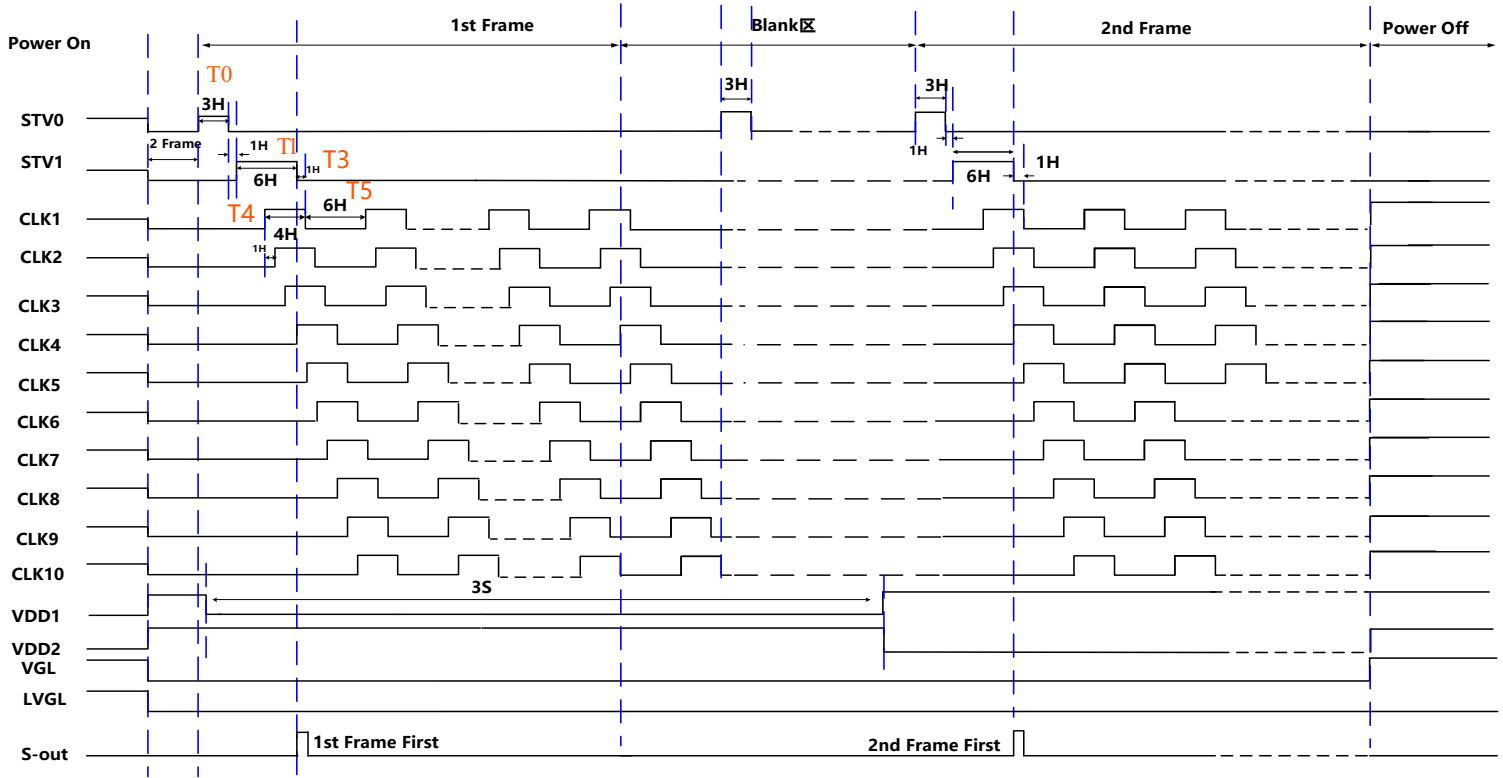 1st Frame
Blank区
2nd Frame
Power Off
Power On
T0
3H
3H
3H
STV0
2 Frame
1H
T1
1H
T3
1H
1H
STV1
6H
6H
T4
T5
6H
CLK1
4H
1H
CLK2
CLK3
CLK4
CLK5
CLK6
CLK7
CLK8
CLK9
CLK10
3S
VDD1
VDD2
VGL
LVGL
S-out
1st Frame First
2nd Frame First